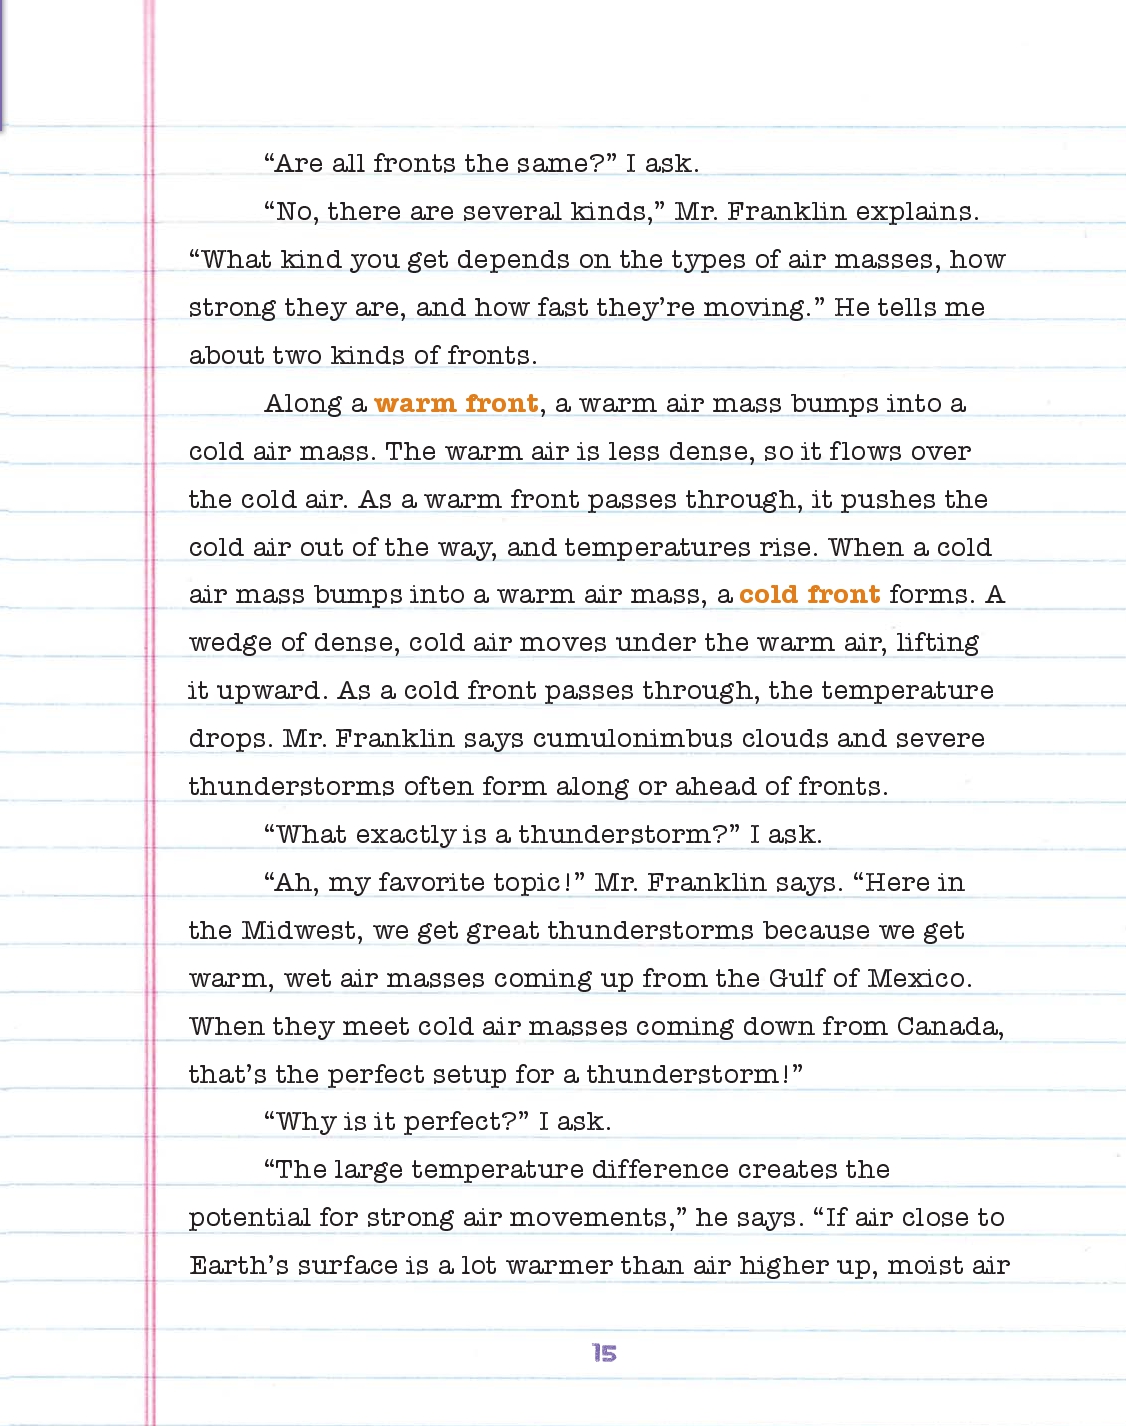 “Are all fronts the same?” I ask.
“No, there are several kinds,” Mr. Franklin explains.
“What kind you get depends on the types of air masses, how
strong they are, and how fast they’re moving.” He tells me
about two kinds of fronts.
Along a warm front, a warm air mass bumps into a
cold air mass. The warm air is less dense, so it flows over
the cold air. As a warm front passes through, it pushes the
cold air out of the way, and temperatures rise. When a cold
air mass bumps into a warm air mass, a cold front forms. A
wedge of dense, cold air moves under the warm air, lifting
it upward. As a cold front passes through, the temperature
drops. Mr. Franklin says cumulonimbus clouds and severe
thunderstorms often form along or ahead of fronts.
“What exactly is a thunderstorm?” I ask.
“Ah, my favorite topic!” Mr. Franklin says. “Here in
the Midwest, we get great thunderstorms because we get
warm, wet air masses coming up from the Gulf of Mexico.
When they meet cold air masses coming down from Canada,
that’s the perfect setup for a thunderstorm!”
“Why is it perfect?” I ask.
“The large temperature difference creates the
potential for strong air movements,” he says. “If air close to
Earth’s surface is a lot warmer than air higher up, moist air
15